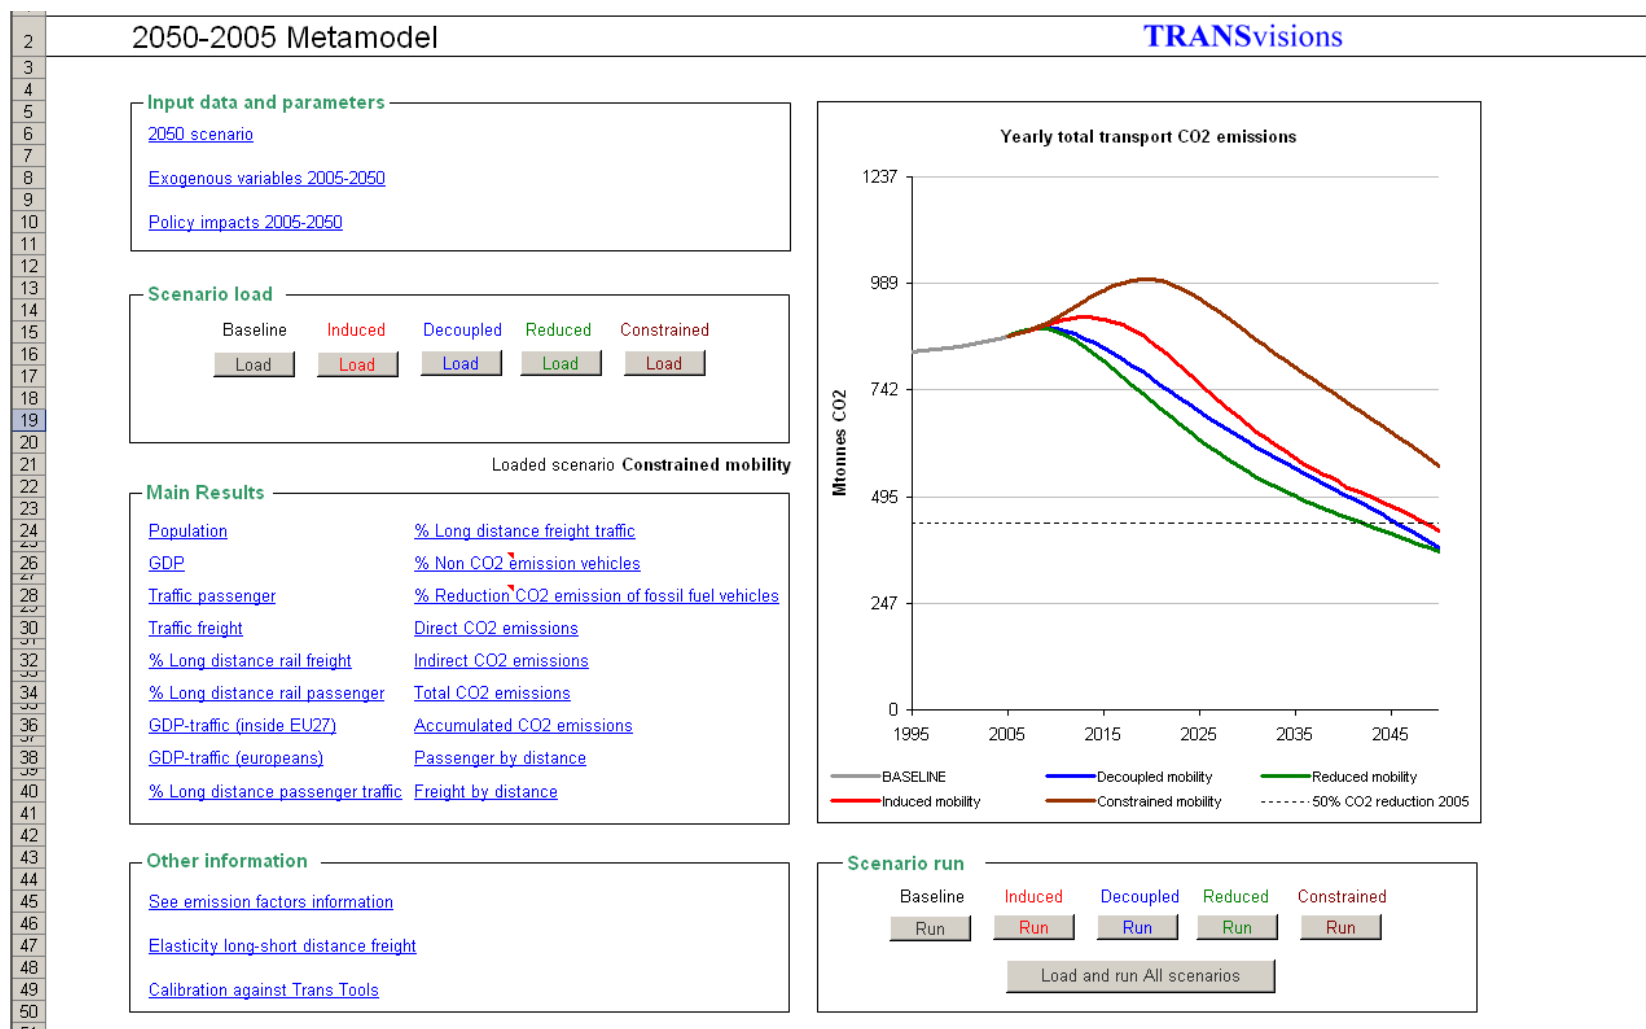 2050-2005 Metamodel
TRANSvisions
2
3
4
5
6
7
8
9
10
11
12
13
14
15
16
17
18
19
20
21
22
23
24
25
26
27
28
29
30
31
32
33
34
35
36
37
38
39
40
41
42
43
44
45
46
47
48
49
50
Input data and parameters
2050 scenario
Exogenous variables 2005-2050
Policy impacts 2005-2050
Scenario load
Baseline Induced Decoupled Reduced Constrained
Load Load Load Load Load
Loaded scenario Constrained mobility
Main Results
Population % Long distance freight traffic
GDP % Non CO2 emission vehicles
Traffic passenger % Reduction CO2 emission of fossil fuel vehicles
Traffic freight Direct CO2 emissions
% Long distance rail freight Indirect CO2 emissions
% Long distance rail passenger Total CO2 emissions
GDP-traffic (inside EU27) Accumulated CO2 emissions
GDP-traffic (europeans) Passenger by distance
% Long distance passenger traffic Freight by distance
Other information
See emission factors information
Elasticity long-short distance freight
Calibration against Trans Tools
Yearly total transport CO2 emissions
Mtonnes CO2
1237
989
742
495
247
0
1995 2005 2015 2025 2035 2045
BASELINE Decoupled mobility Reduced mobility
Induced mobility Constrained mobility 50% CO2 reduction 2005
Scenario run
Baseline Induced Decoupled Reduced Constrained
Run Run Run Run Run
Load and run All scenarios